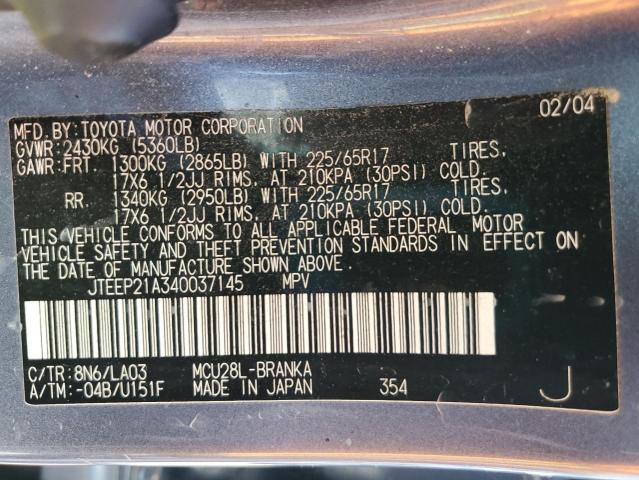 MFD. BY: TOYOTA MOTOR CORPORATION 02/04
GVWR: 2430KG (5360LB)
GAWR: FRT. 1300KG (2865LB) WITH 225/65R17 TIRES,
17X6 1/2JJ RIMS, AT 210KPA (30PSI) COLD.
RR. 1340KG (2950LB) WITH 225/65R17 TIRES,
17X6 1/2JJ RIMS, AT 210KPA (30PSI) COLD.
THIS VEHICLE CONFORMS TO ALL APPLICABLE FEDERAL MOTOR
VEHICLE SAFETY AND THEFT PREVENTION STANDARDS IN EFFECT ON
THE DATE OF MANUFACTURE SHOWN ABOVE.
JTEEP21A340037145 MPV
C/TR: 8N6/LA03 MCU28L-BRANKA
A/TM: -04B/U151F MADE IN JAPAN 354 J